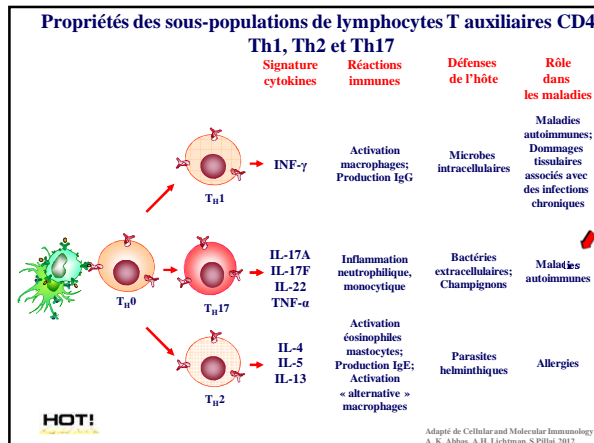 Propriétés des sous-populations de lymphocytes T auxiliaires CD4
Th1, Th2 et Th17
Signature
cytokines
Réactions
immunes
Défenses
de l'hôte
Rôle
dans
les maladies
TH1
INF-γ
Activation
macrophages;
Production IgG
Microbes
intracellulaires
Maladies
autoimmunes;
Dommages
tissulaires
associés avec
des infections
chroniques
TH0
TH17
IL-17A
IL-17F
IL-22
TNF-α
Inflammation
neutrophilique,
monocytique
Bactéries
extracellulaires;
Champignons
Maladies
autoimmunes
TH2
IL-4
IL-5
IL-13
Activation
éosinophiles
mastocytes;
Production IgE;
Activation
« alternative »
macrophages
Parasites
helminthiques
Allergies
HOT!
Adapté de Cellular and Molecular Immunology
A. K. Abbas, A.H. Lichtman, S.Pillai, 2012